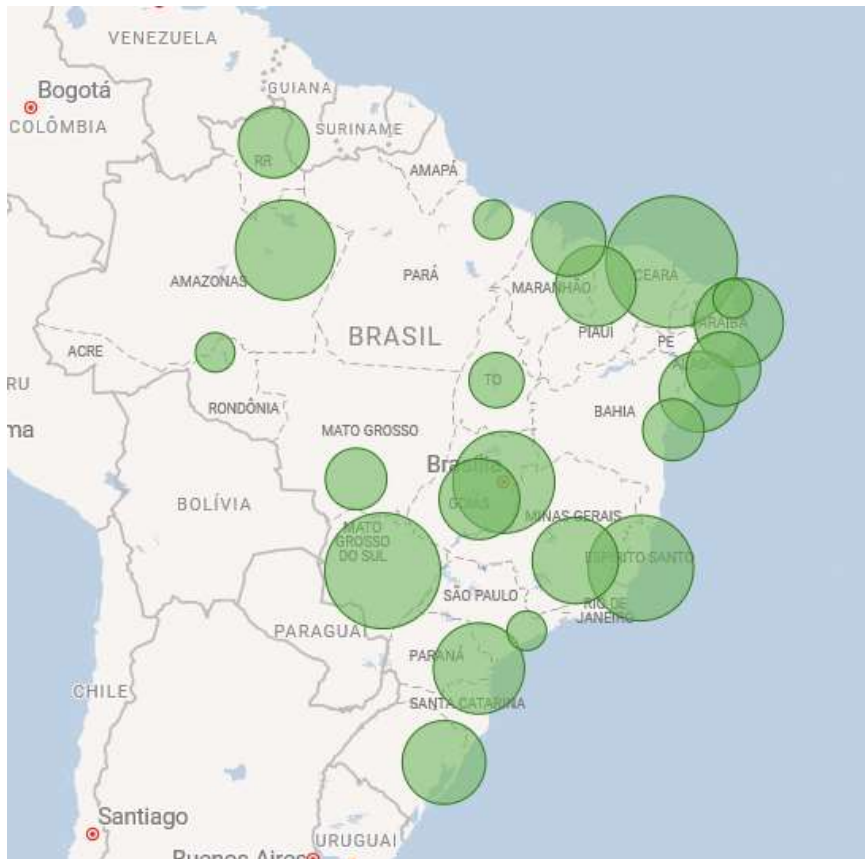 VENEZUELA
Bogotá
GUIANA
COLÔMBIA
SURINAME
RR
AMAPÁ
AMAZONAS
PARÁ
MARANHÃO
CEARÁ
BRASIL
PIAUÍ
PE
ACRE
TO
RONDÔNIA
BAHIA
MATO GROSSO
Brasília
BOLÍVIA
GOIÁS
MINAS GERAIS
MATO
GROSSO
DO SUL
ESPÍRITO SANTO
SÃO PAULO
RIO DE
JANEIRO
PARAGUAI
PARANÁ
CHILE
SANTA CATARINA
Santiago
URUGUAI
Buenos Aires